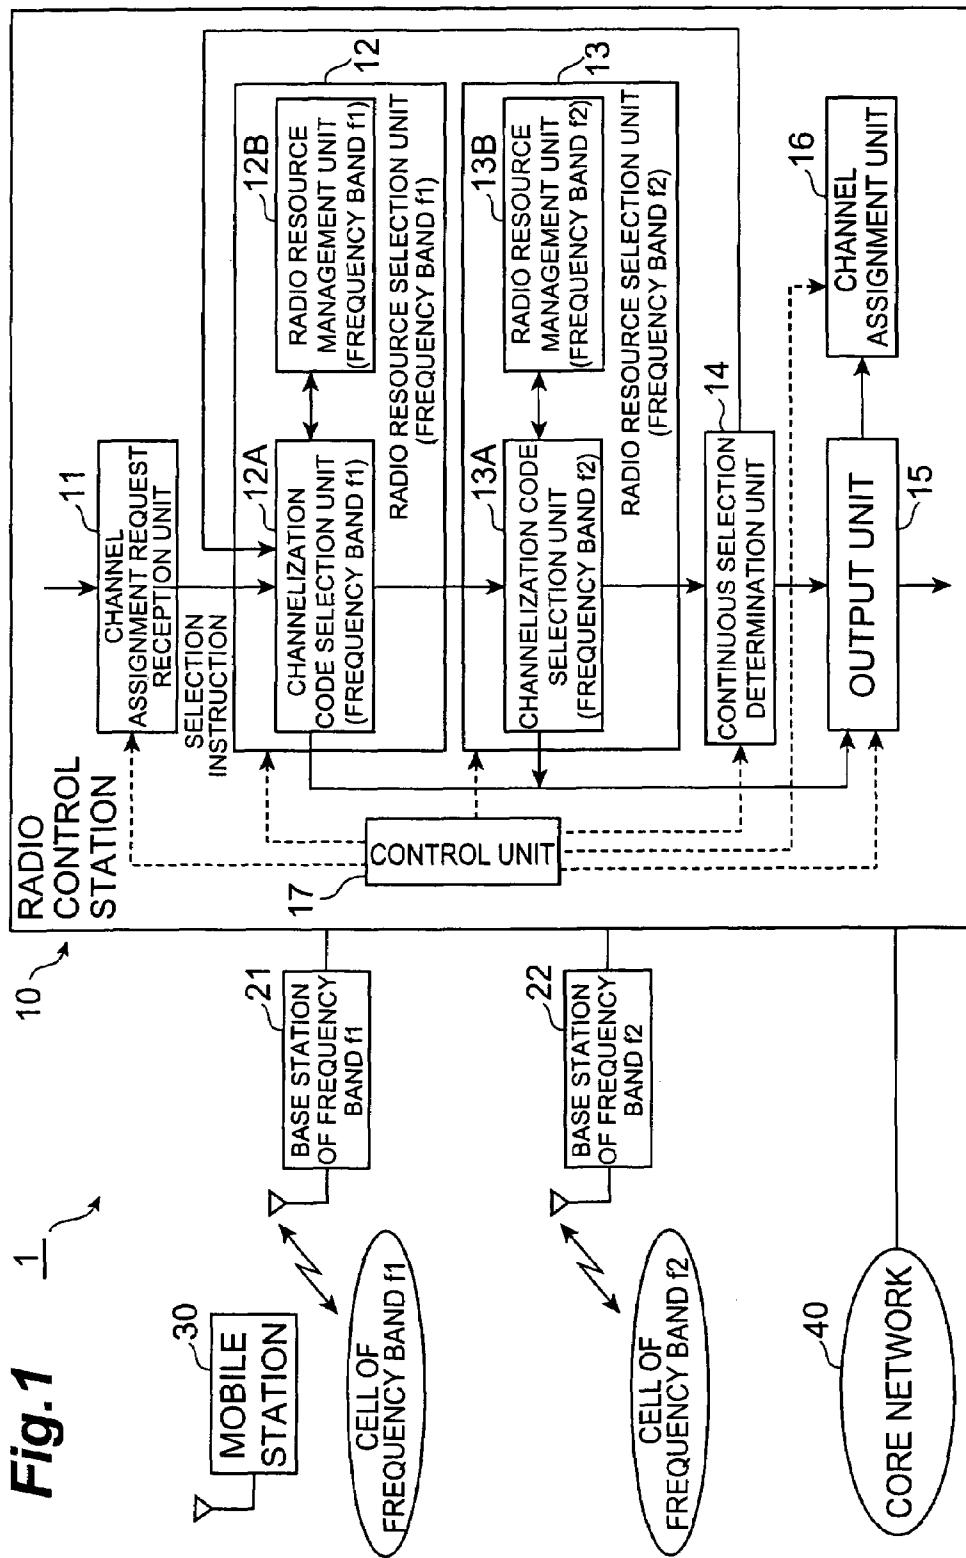 Fig.1
1
10
RADIO
CONTROL
STATION
11
CHANNEL
ASSIGNMENT REQUEST
RECEPTION UNIT
SELECTION
INSTRUCTION
12
12A
CHANNELIZATION
CODE SELECTION UNIT
(FREQUENCY BAND f1)
12B
RADIO RESOURCE
MANAGEMENT UNIT
(FREQUENCY BAND f1)
RADIO RESOURCE SELECTION UNIT
(FREQUENCY BAND f1)
13
13A
CHANNELIZATION CODE
SELECTION UNIT
(FREQUENCY BAND f2)
13B
RADIO RESOURCE
MANAGEMENT UNIT
(FREQUENCY BAND f2)
RADIO RESOURCE SELECTION UNIT
(FREQUENCY BAND f2)
14
CONTINUOUS SELECTION
DETERMINATION UNIT
OUTPUT UNIT
15
16
CHANNEL
ASSIGNMENT UNIT
CONTROL UNIT
17
21
BASE STATION
OF FREQUENCY
BAND f1
22
BASE STATION
OF FREQUENCY
BAND f2
30
MOBILE
STATION
CELL OF
FREQUENCY BAND f1
CELL OF
FREQUENCY BAND f2
40
CORE NETWORK